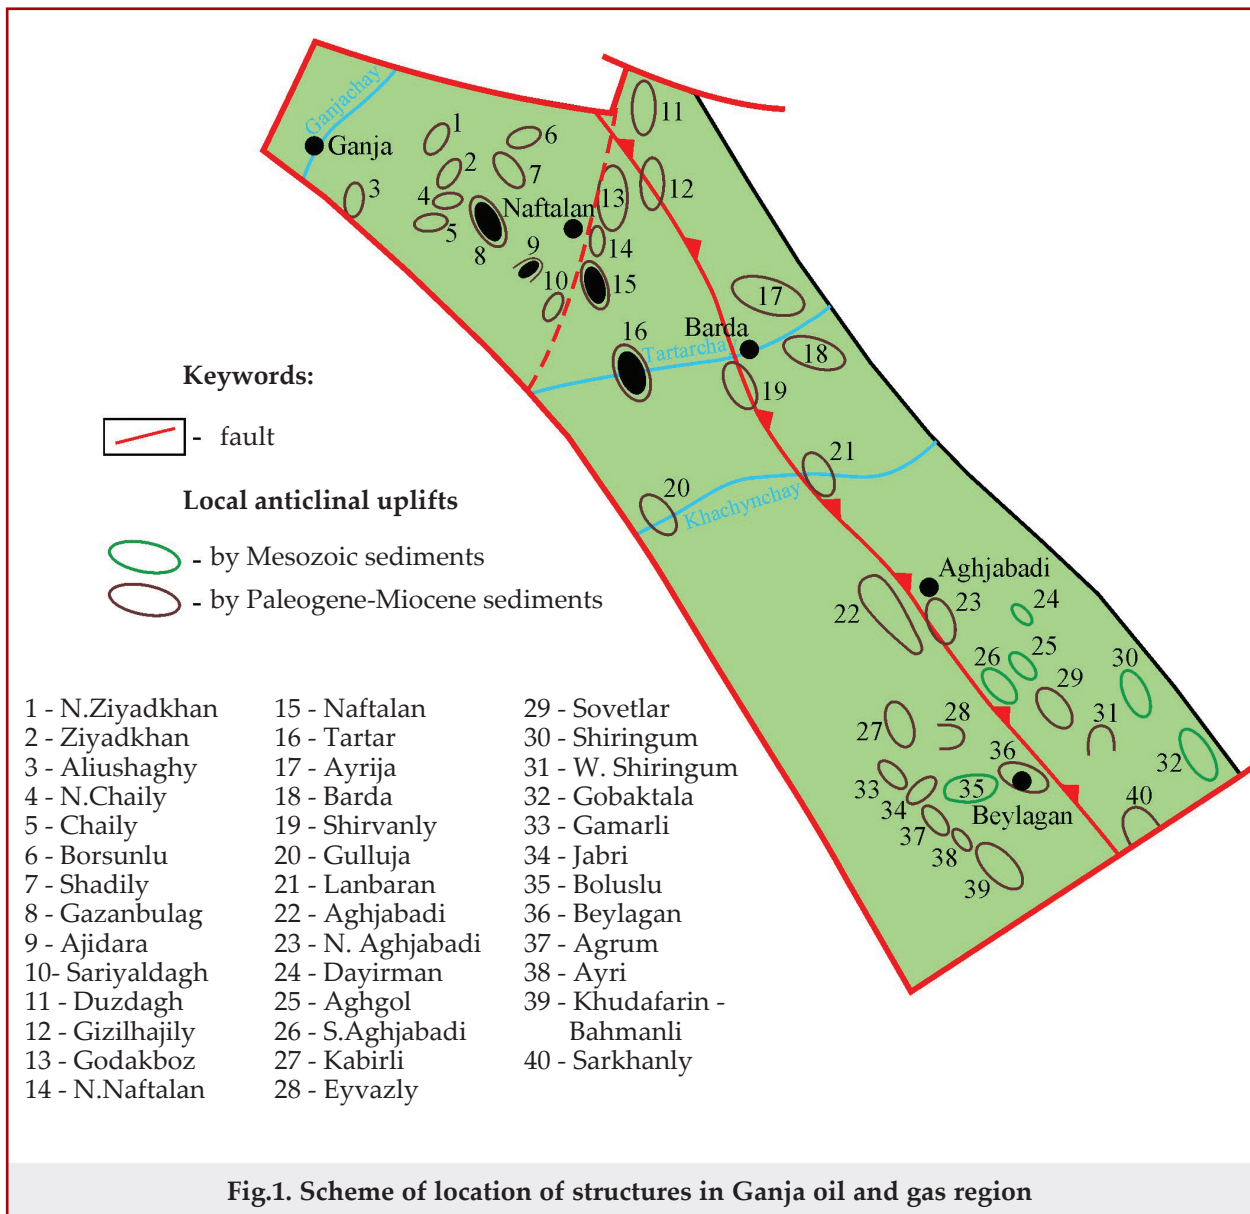 Ganjachay
Ganja
1
2
3
4
5
6
7
8
9
10
11
12
13
14
15
16
17
18
19
20
21
22
23
24
25
26
27
28
29
30
31
32
33
34
35
36
37
38
39
40
Naftalan
Barda
Tartarchay
Khachynchay
Aghjabadi
Beylagan
Keywords:
- fault
Local anticlinal uplifts
- by Mesozoic sediments
- by Paleogene-Miocene sediments
1 - N.Ziyadkhan
2 - Ziyadkhan
3 - Aliushaghy
4 - N.Chaily
5 - Chaily
6 - Borsunlu
7 - Shadily
8 - Gazanbulag
9 - Ajidara
10- Sariyaldagh
11 - Duzdagh
12 - Gizilhajily
13 - Godakboz
14 - N.Naftalan
15 - Naftalan
16 - Tartar
17 - Ayrija
18 - Barda
19 - Shirvanly
20 - Gulluja
21 - Lanbaran
22 - Aghjabadi
23 - N. Aghjabadi
24 - Dayirman
25 - Aghgol
26 - S.Aghjabadi
27 - Kabirli
28 - Eyvazly
29 - Sovetlar
30 - Shiringum
31 - W. Shiringum
32 - Gobaktala
33 - Gamarli
34 - Jabri
35 - Boluslu
36 - Beylagan
37 - Agrum
38 - Ayri
39 - Khudafarin -
Bahmanli
40 - Sarkhanly
Fig.1. Scheme of location of structures in Ganja oil and gas region